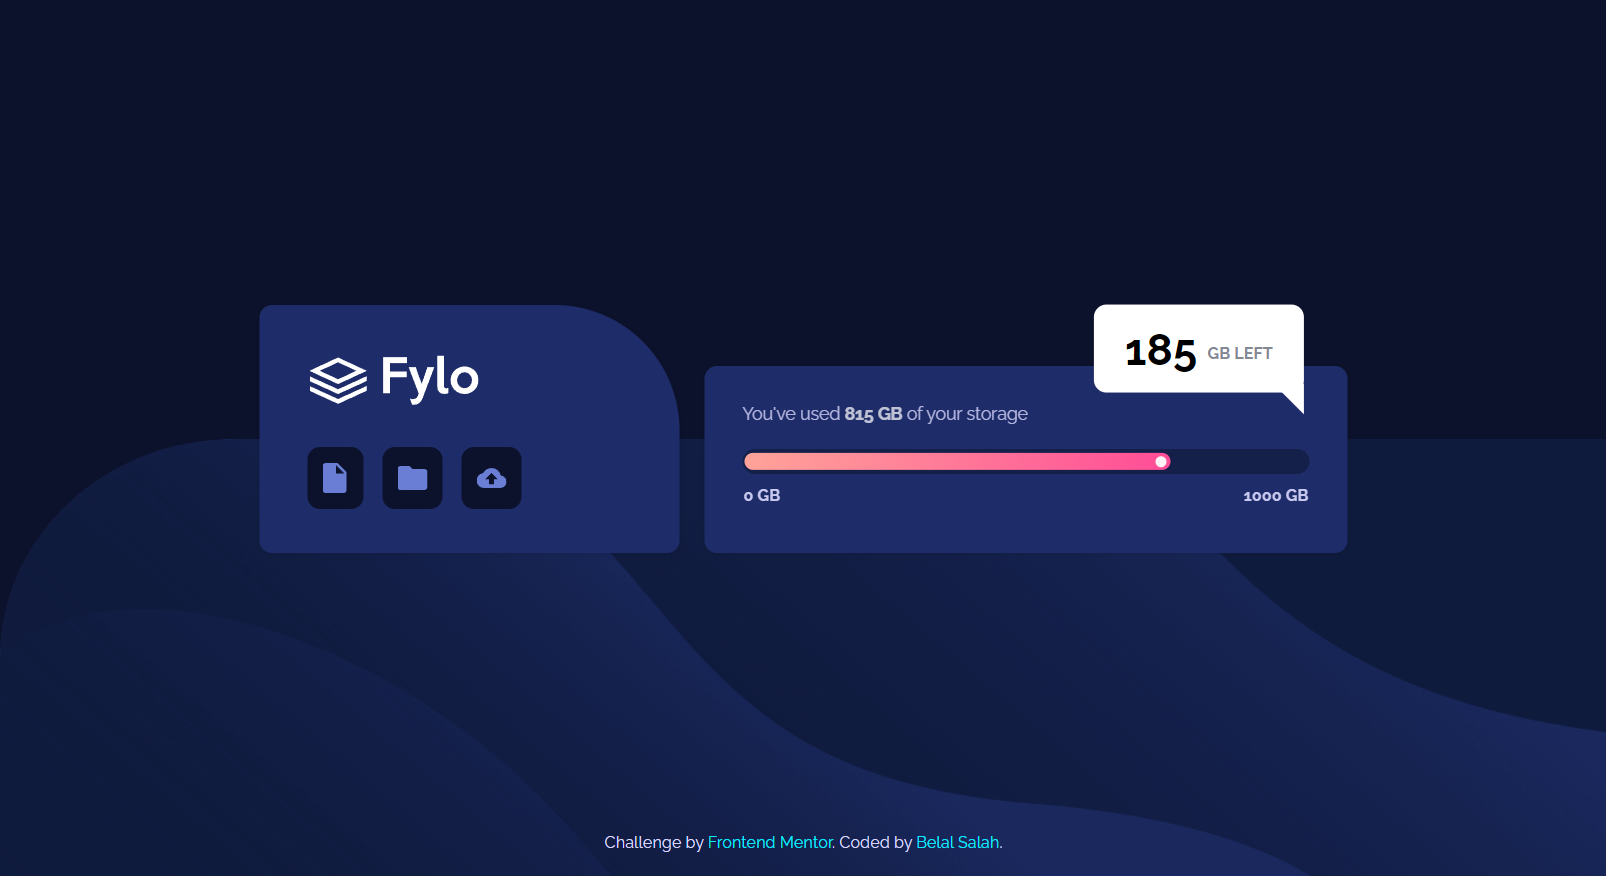 Fylo
185 GB LEFT
You've used 815 GB of your storage
0 GB 1000 GB
Challenge by Frontend Mentor. Coded by Belal Salah.